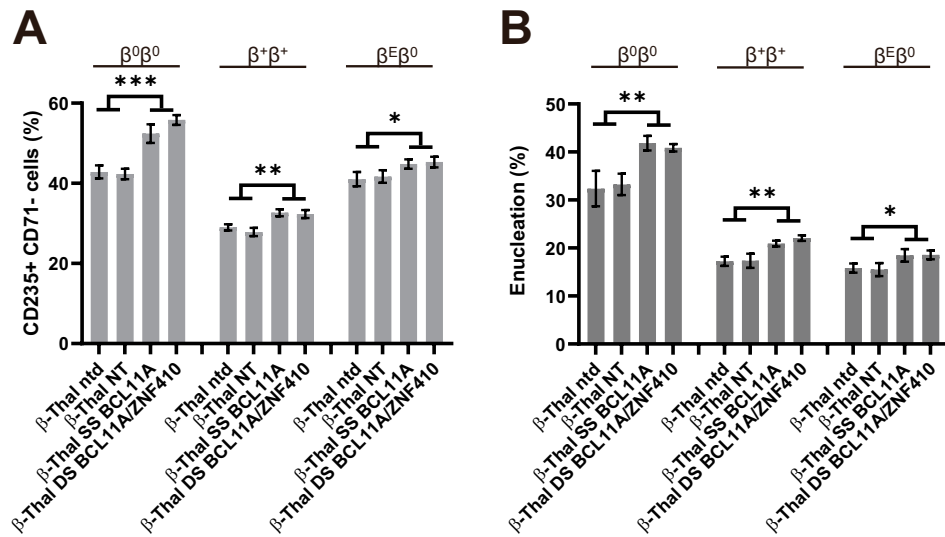 A
β⁰β⁰
β⁺β⁺
βᴱβ⁰
***
**
*
CD235+ CD71- cells (%)
60
40
20
0
β-Thal ntd
β-Thal NT
β-Thal SS BCL11A
β-Thal DS BCL11A/ZNF410
β-Thal ntd
β-Thal NT
β-Thal SS BCL11A
β-Thal DS BCL11A/ZNF410
β-Thal ntd
β-Thal NT
β-Thal SS BCL11A
β-Thal DS BCL11A/ZNF410
B
β⁰β⁰
β⁺β⁺
βᴱβ⁰
**
**
*
Enucleation (%)
50
40
30
20
10
0
β-Thal ntd
β-Thal NT
β-Thal SS BCL11A
β-Thal DS BCL11A/ZNF410
β-Thal ntd
β-Thal NT
β-Thal SS BCL11A
β-Thal DS BCL11A/ZNF410
β-Thal ntd
β-Thal NT
β-Thal SS BCL11A
β-Thal DS BCL11A/ZNF410